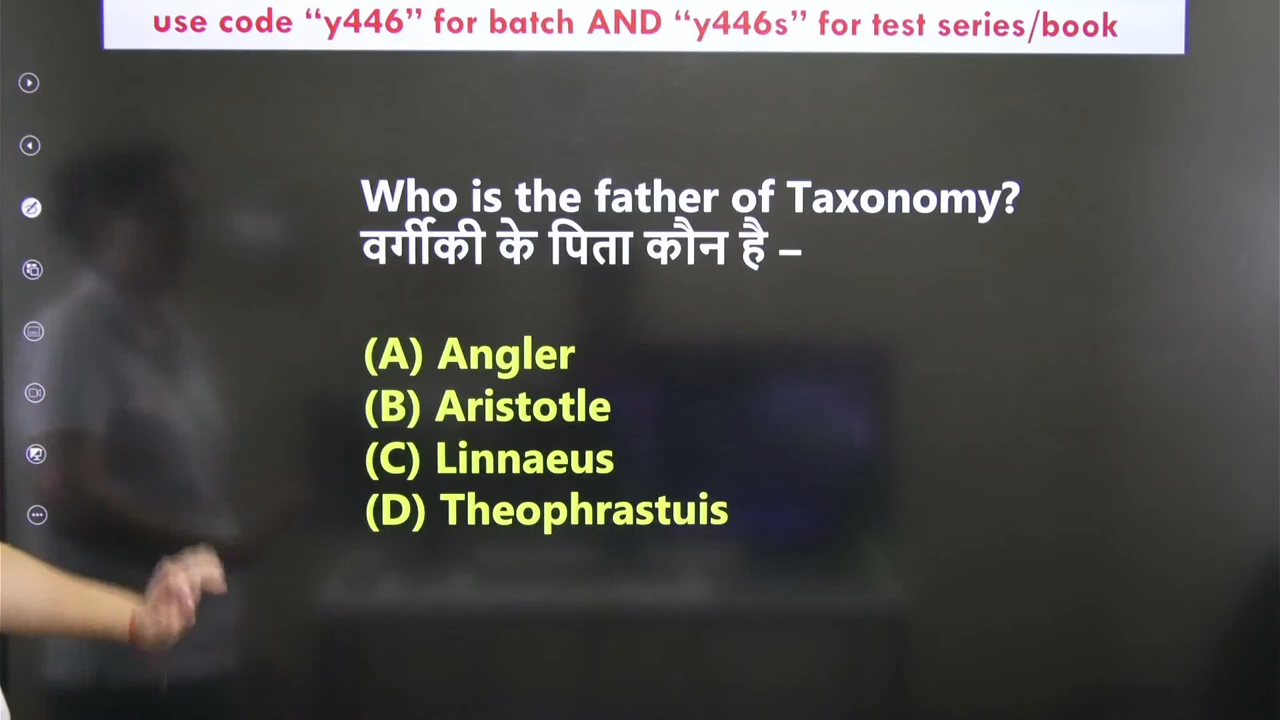 use code “y446” for batch AND “y446s” for test series/book
Who is the father of Taxonomy?
वर्गीकी के पिता कौन है –
(A) Angler
(B) Aristotle
(C) Linnaeus
(D) Theophrastuis